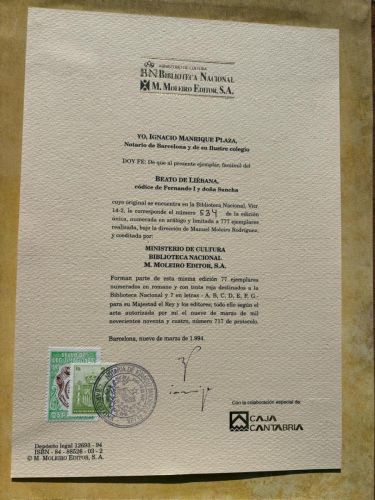 MINISTERIO DE CULTURA
BN BIBLIOTECA NACIONAL
M. MOLEIRO EDITOR, S.A.
YO, IGNACIO MANRIQUE PLAZA,
Notario de Barcelona y de su Ilustre colegio
DOY FE: De que al presente ejemplar, facsímil del
BEATO DE LIÉBANA,
códice de Fernando I y doña Sancha
cuyo original se encuentra en la Biblioteca Nacional, Vitr.
14-2, le corresponde el número 534 de la edición
única, numerada en arábigo y limitada a 777 ejemplares
realizada, bajo la dirección de Manuel Moleiro Rodríguez,
y coeditada por:
MINISTERIO DE CULTURA
BIBLIOTECA NACIONAL
M. MOLEIRO EDITOR, S.A.
Forman parte de esta misma edición 77 ejemplares
numerados en romano y con tinta roja destinados a la
Biblioteca Nacional y 7 en letras - A, B, C, D, E, F, G -
para su Majestad el Rey y los editores; todo ello según el
acta autorizada por mí el nueve de marzo de mil
novecientos noventa y cuatro, número 717 de protocolo.
Barcelona, nueve de marzo de 1.994.
Con la colaboración especial de:
CAJA
CANTABRIA
Depósito legal 12693 - 94
ISBN - 84 - 88526 - 03 - 2
© M. MOLEIRO EDITOR, S.A.